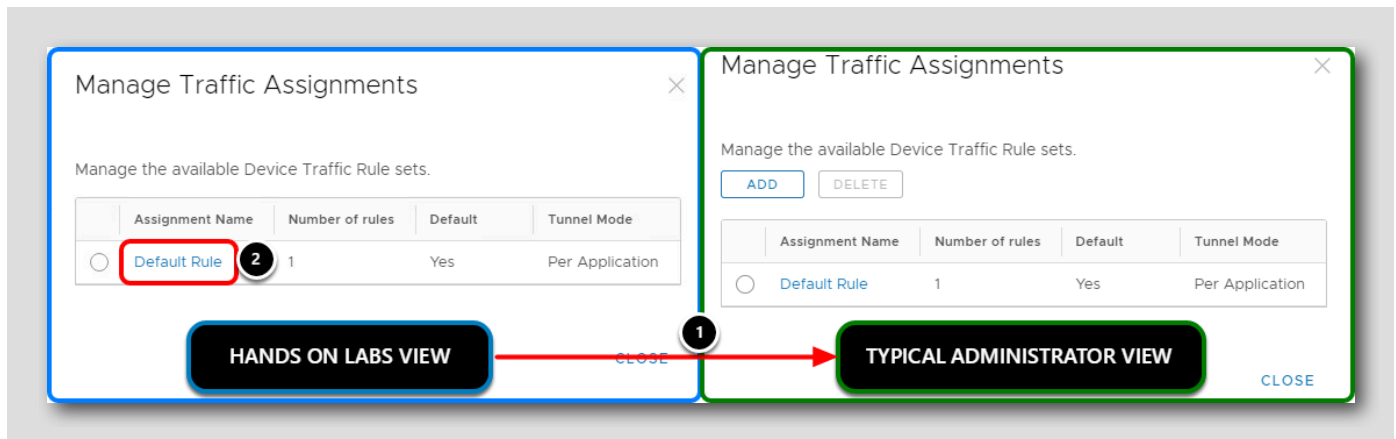 Manage Traffic Assignments
Manage the available Device Traffic Rule sets.
Assignment Name Number of rules Default Tunnel Mode
Default Rule 2 1 Yes Per Application
HANDS ON LABS VIEW
CLOSE
1
Manage Traffic Assignments
Manage the available Device Traffic Rule sets.
ADD DELETE
Assignment Name Number of rules Default Tunnel Mode
Default Rule 1 Yes Per Application
TYPICAL ADMINISTRATOR VIEW
CLOSE